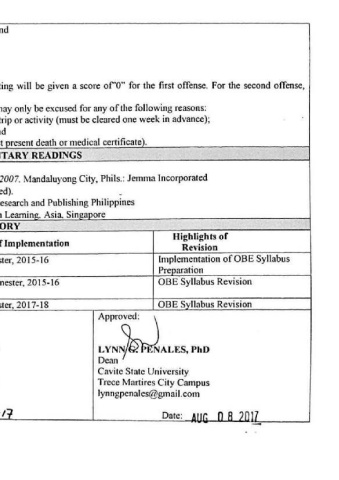 nd
ting will be given a score of"0" for the first offense. For the second offense,
may only be excused for any of the following reasons:
trip or activity (must be cleared one week in advance);
nd
t present death or medical certificate).
TARY READINGS
2007. Mandaluyong City, Phils.: Jemma Incorporated
ed).
esearch and Publishing Philippines
n Learning, Asia, Singapore
ORY
f Implementation
Highlights of
Revision
ster, 2015-16
Implementation of OBE Syllabus
Preparation
mester, 2015-16
OBE Syllabus Revision
ster, 2017-18
OBE Syllabus Revision
Approved:
LYNN G. PENALES, PhD
Dean
Cavite State University
Trece Martires City Campus
lynngpenales@gmail.com
17
Date: AUG 08 2017